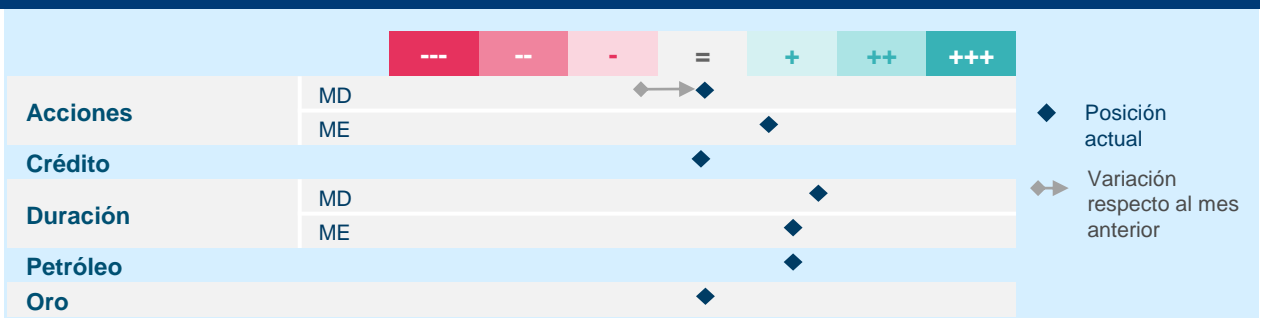 --- -- - = + ++ +++
Acciones
MD
ME
Crédito
Duración
MD
ME
Petróleo
Oro
Posición
actual
Variación
respecto al mes
anterior